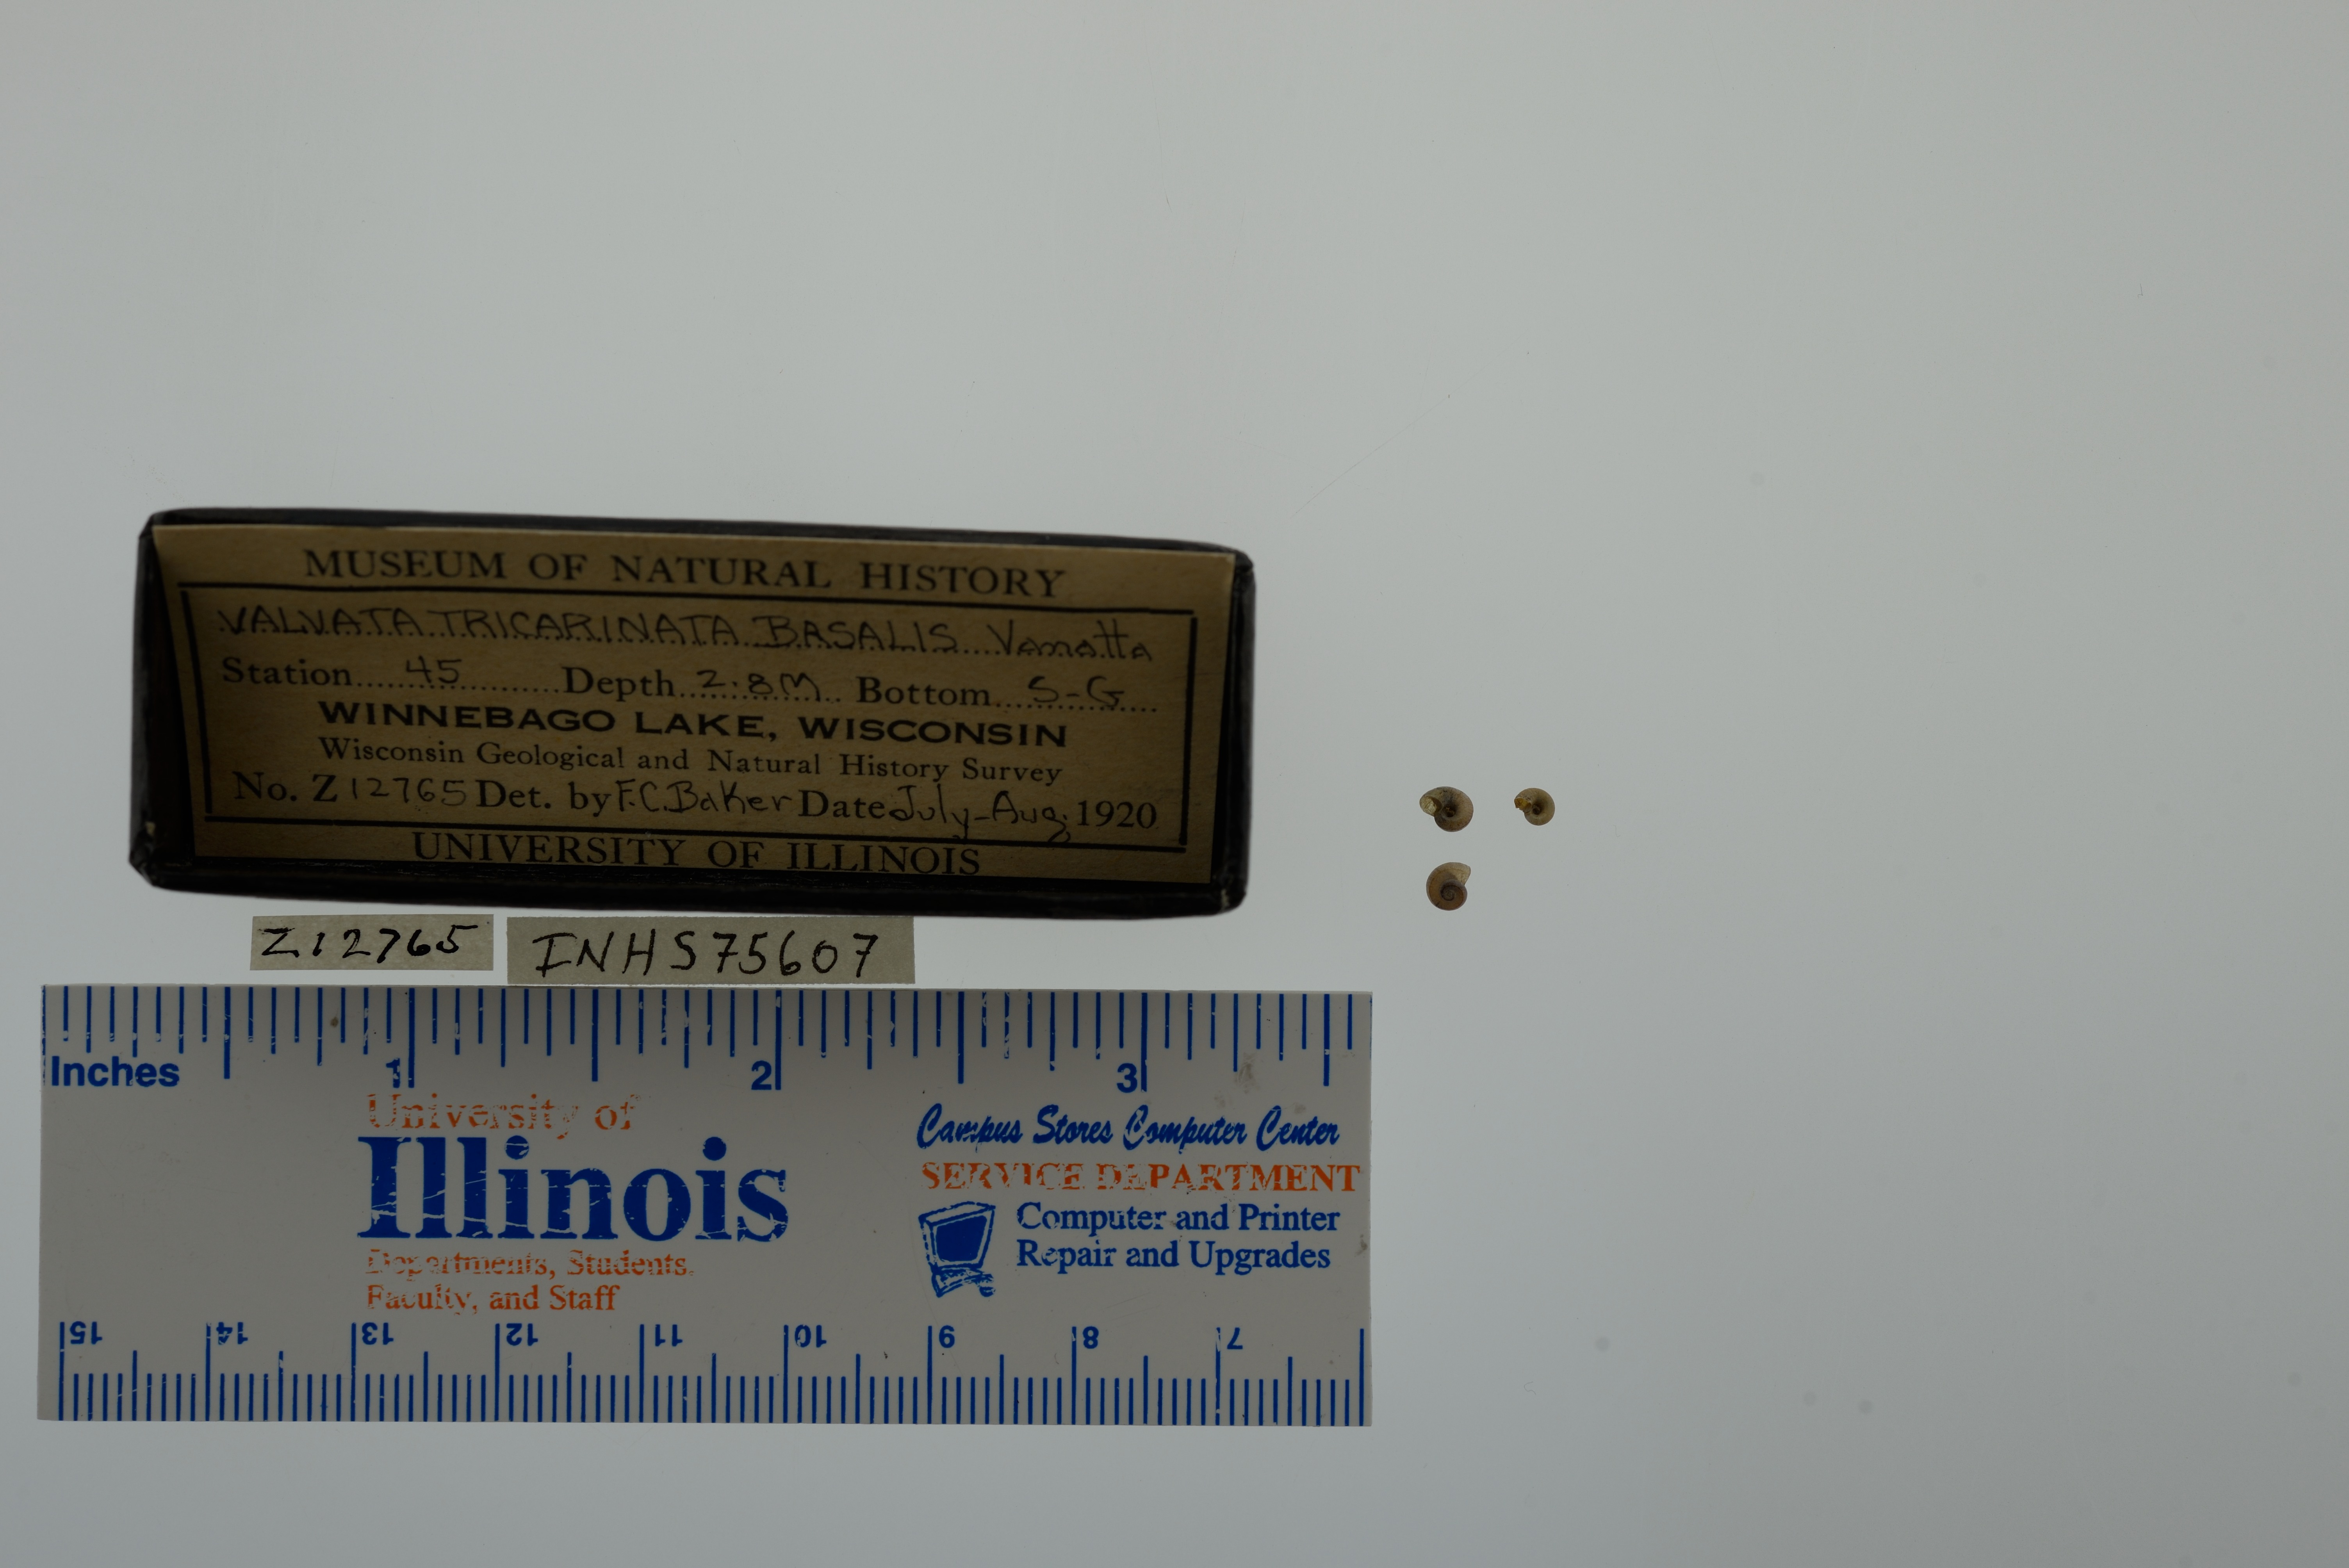 MUSEUM OF NATURAL HISTORY
VALVATA TRICARINATA BASALIS Vanatta
Station 45 Depth 2.8M Bottom S-G
WINNEBAGO LAKE, WISCONSIN
Wisconsin Geological and Natural History Survey
No. Z 12765 Det. by F.C. Baker Date July-Aug. 1920
UNIVERSITY OF ILLINOIS
Z12765
INHS75607
Inches 1 2 3
University of
Illinois
Departments, Students,
Faculty, and Staff
Campus Stores Computer Center
SERVICE DEPARTMENT
Computer and Printer
Repair and Upgrades
15 14 13 12 11 10 9 8 7